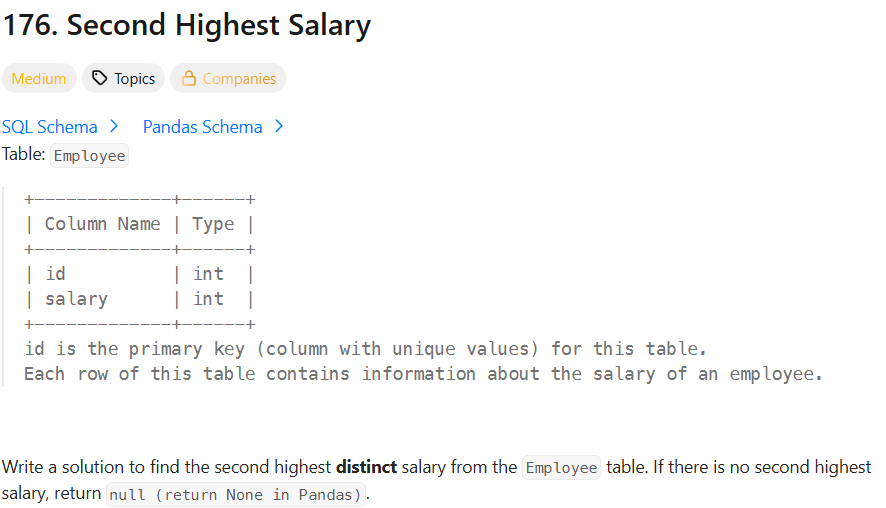 176. Second Highest Salary
Medium Topics Companies
SQL Schema > Pandas Schema >
Table: Employee
+-------------+------+
| Column Name | Type |
+-------------+------+
| id          | int  |
| salary      | int  |
+-------------+------+
id is the primary key (column with unique values) for this table.
Each row of this table contains information about the salary of an employee.
Write a solution to find the second highest distinct salary from the Employee table. If there is no second highest
salary, return null (return None in Pandas).